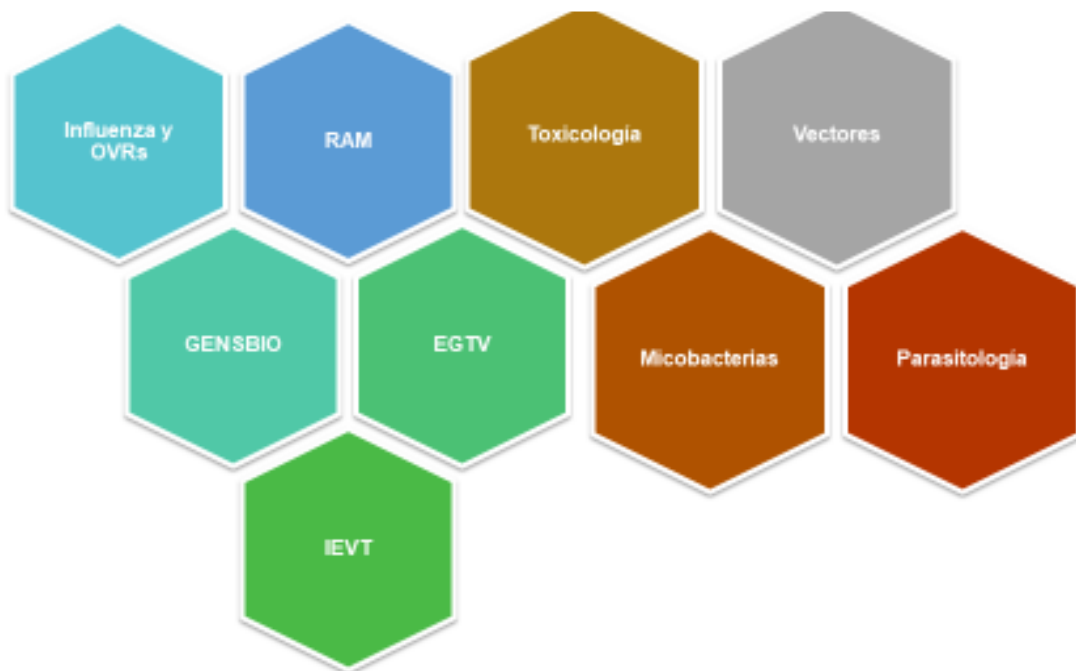 Influenza y
OVRs
RAM
Toxicología
Vectores
GENSBIO
EGTV
Micobacterias
Parasitología
IEVT